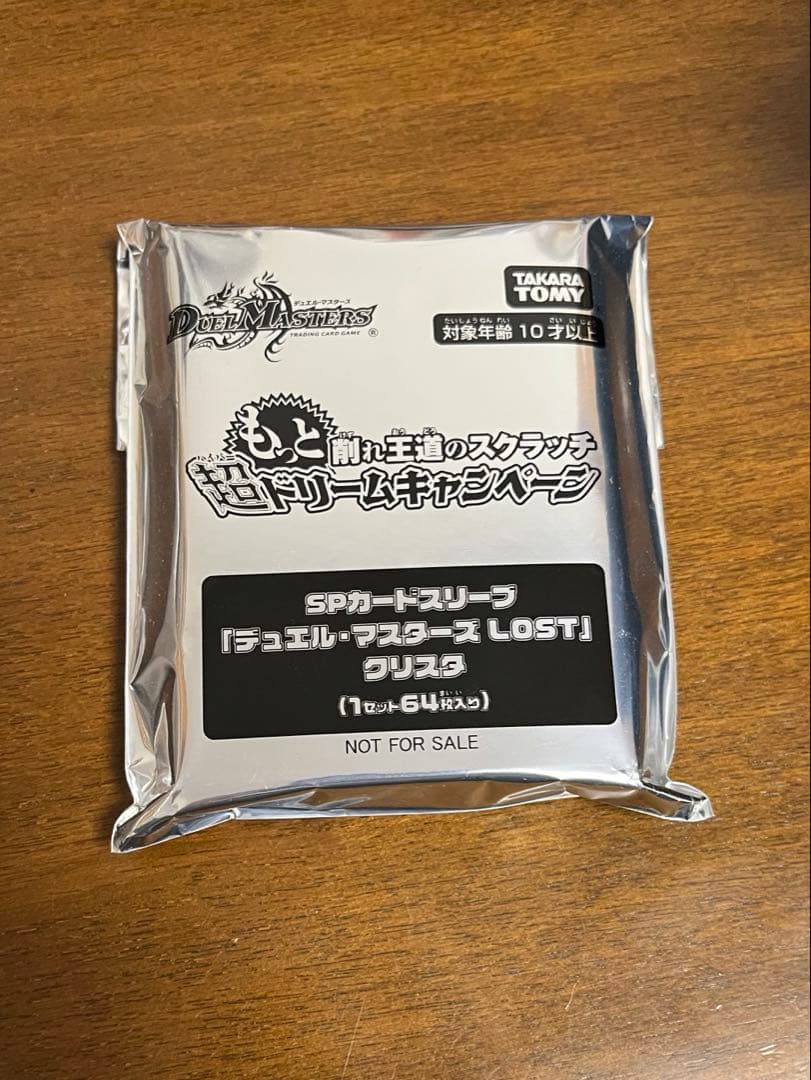 デュエル・マスターズ
DUEL MASTERS
TRADING CARD GAME ®
TAKARA TOMY
対象年齢 10才以上
もっと削れ王道のスクラッチ
超ドリームキャンペーン
SPカードスリーブ
「デュエル・マスターズ LOST」
クリスタ
(1セット64枚入り)
NOT FOR SALE